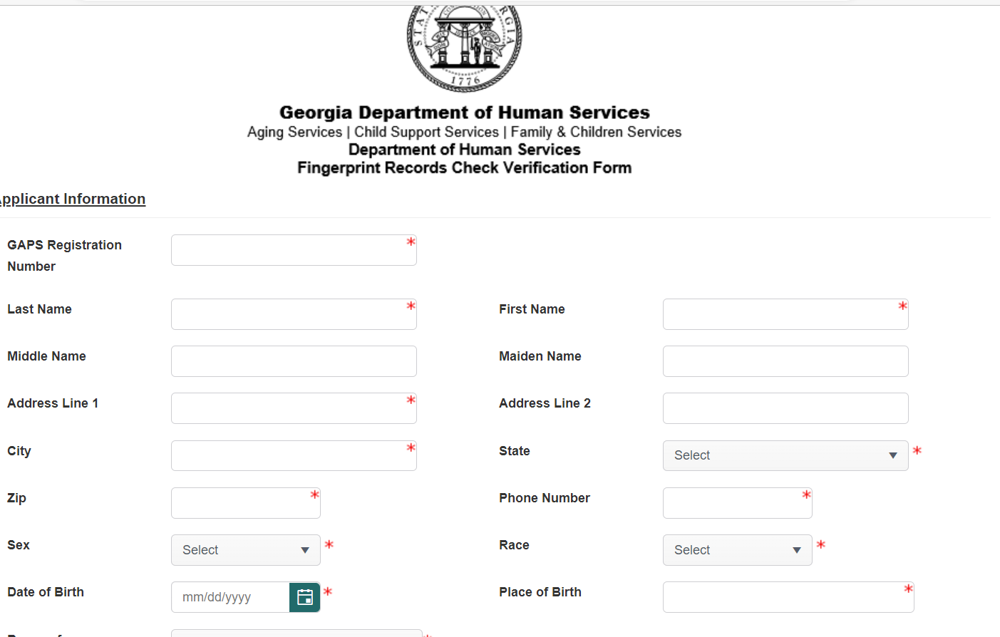 1776
Georgia Department of Human Services
Aging Services | Child Support Services | Family & Children Services
Department of Human Services
Fingerprint Records Check Verification Form
pplicant Information
GAPS Registration
Number
*
Last Name
*
First Name
*
Middle Name
Maiden Name
Address Line 1
*
Address Line 2
City
*
State
Select
*
Zip
*
Phone Number
*
Sex
Select
*
Race
Select
*
Date of Birth
mm/dd/yyyy
*
Place of Birth
*